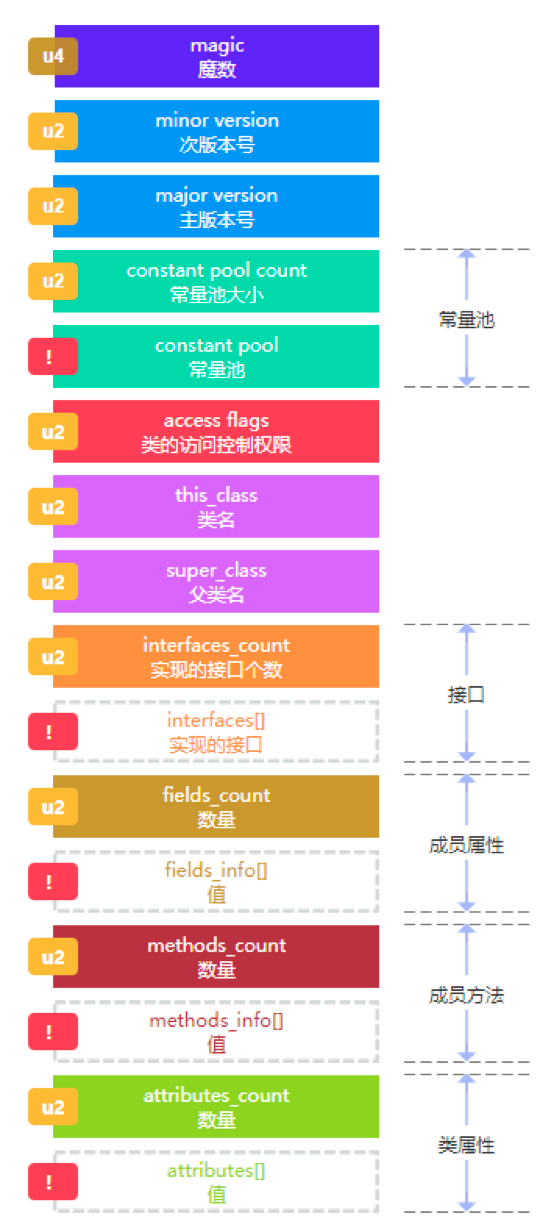 u4
magic
魔数
u2
minor version
次版本号
u2
major version
主版本号
u2
constant pool count
常量池大小
!
constant pool
常量池
常量池
u2
access flags
类的访问控制权限
u2
this_class
类名
u2
super_class
父类名
u2
interfaces_count
实现的接口个数
!
interfaces[]
实现的接口
接口
u2
fields_count
数量
!
fields_info[]
值
成员属性
u2
methods_count
数量
!
methods_info[]
值
成员方法
u2
attributes_count
数量
!
attributes[]
值
类属性